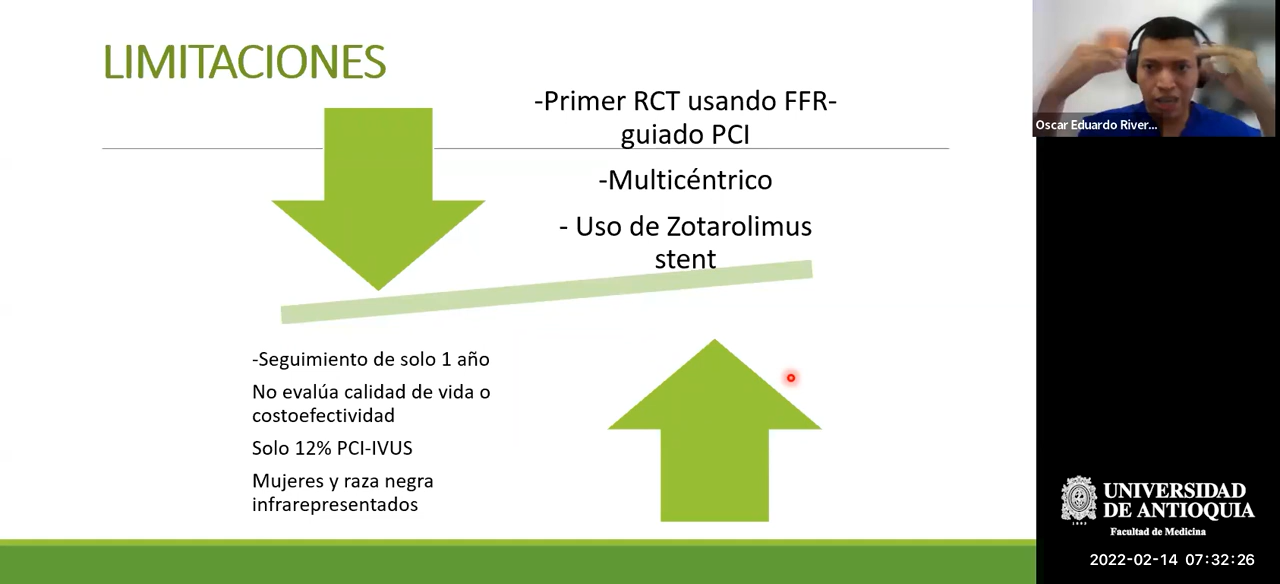 LIMITACIONES
-Primer RCT usando FFR-
guiado PCI
-Multicéntrico
- Uso de Zotarolimus
stent
-Seguimiento de solo 1 año
No evalúa calidad de vida o
costoefectividad
Solo 12% PCI-IVUS
Mujeres y raza negra
infrarepresentados
Oscar Eduardo River...
UNIVERSIDAD
DE ANTIOQUIA
1803
Facultad de Medicina
2022-02-14 07:32:26